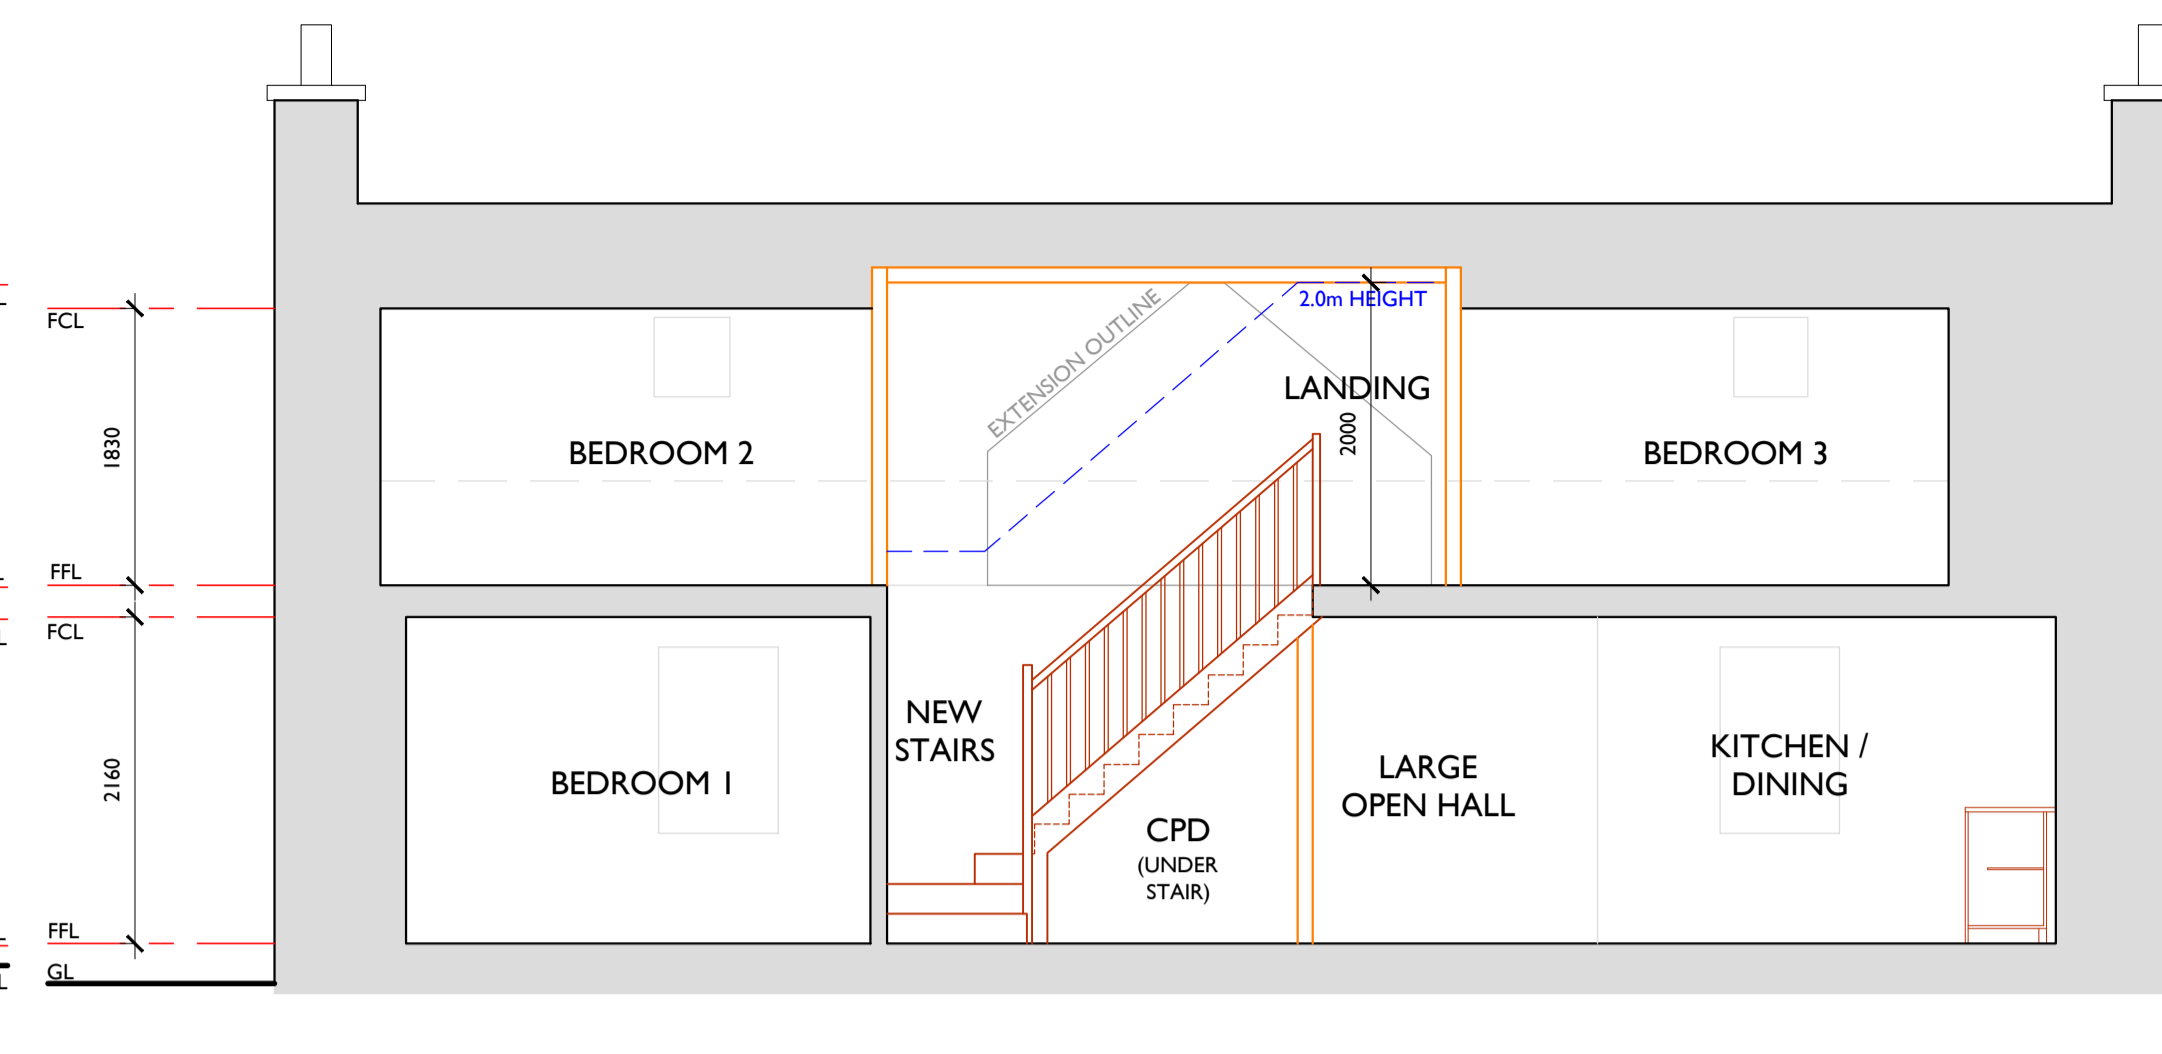 FCL
2.0m HEIGHT
EXTENSION OUTLINE
LANDING
2000
1830
BEDROOM 2
BEDROOM 3
FFL
FCL
NEW
STAIRS
2160
BEDROOM 1
LARGE
OPEN HALL
KITCHEN /
DINING
CPD
(UNDER
STAIR)
FFL
GL